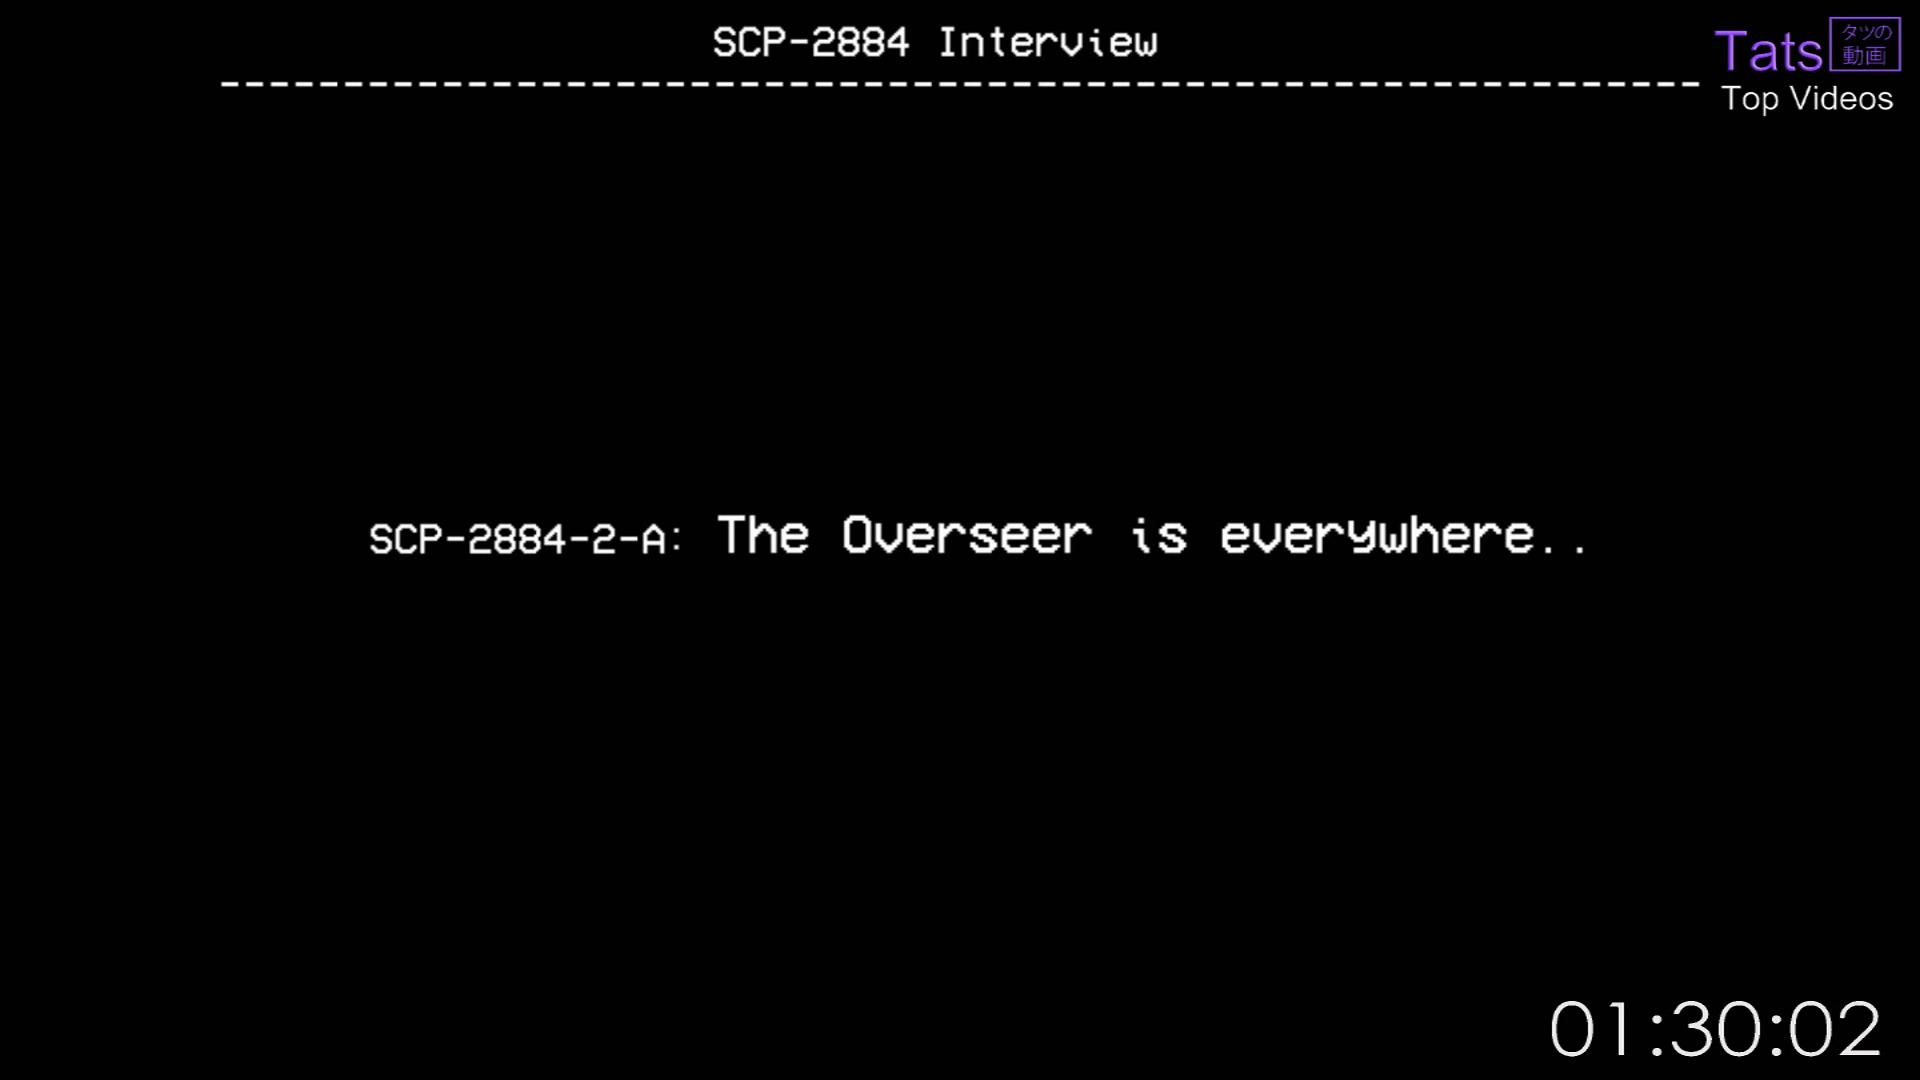 SCP-2884 Interview
------------------------------------------------------------
Tats
タツの
動画
Top Videos
SCP-2884-2-A: The Overseer is everywhere..
01:30:02